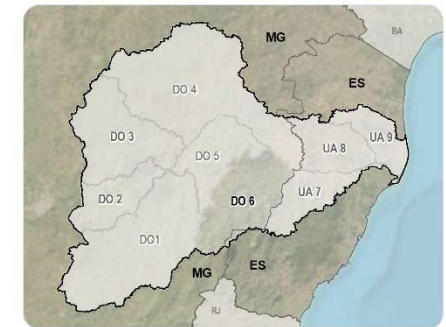 MG
BA
ES
DO 4
DO 3
DO 5
UA 8
UA 9
DO 2
DO 6
UA 7
DO1
MG
ES
RJ